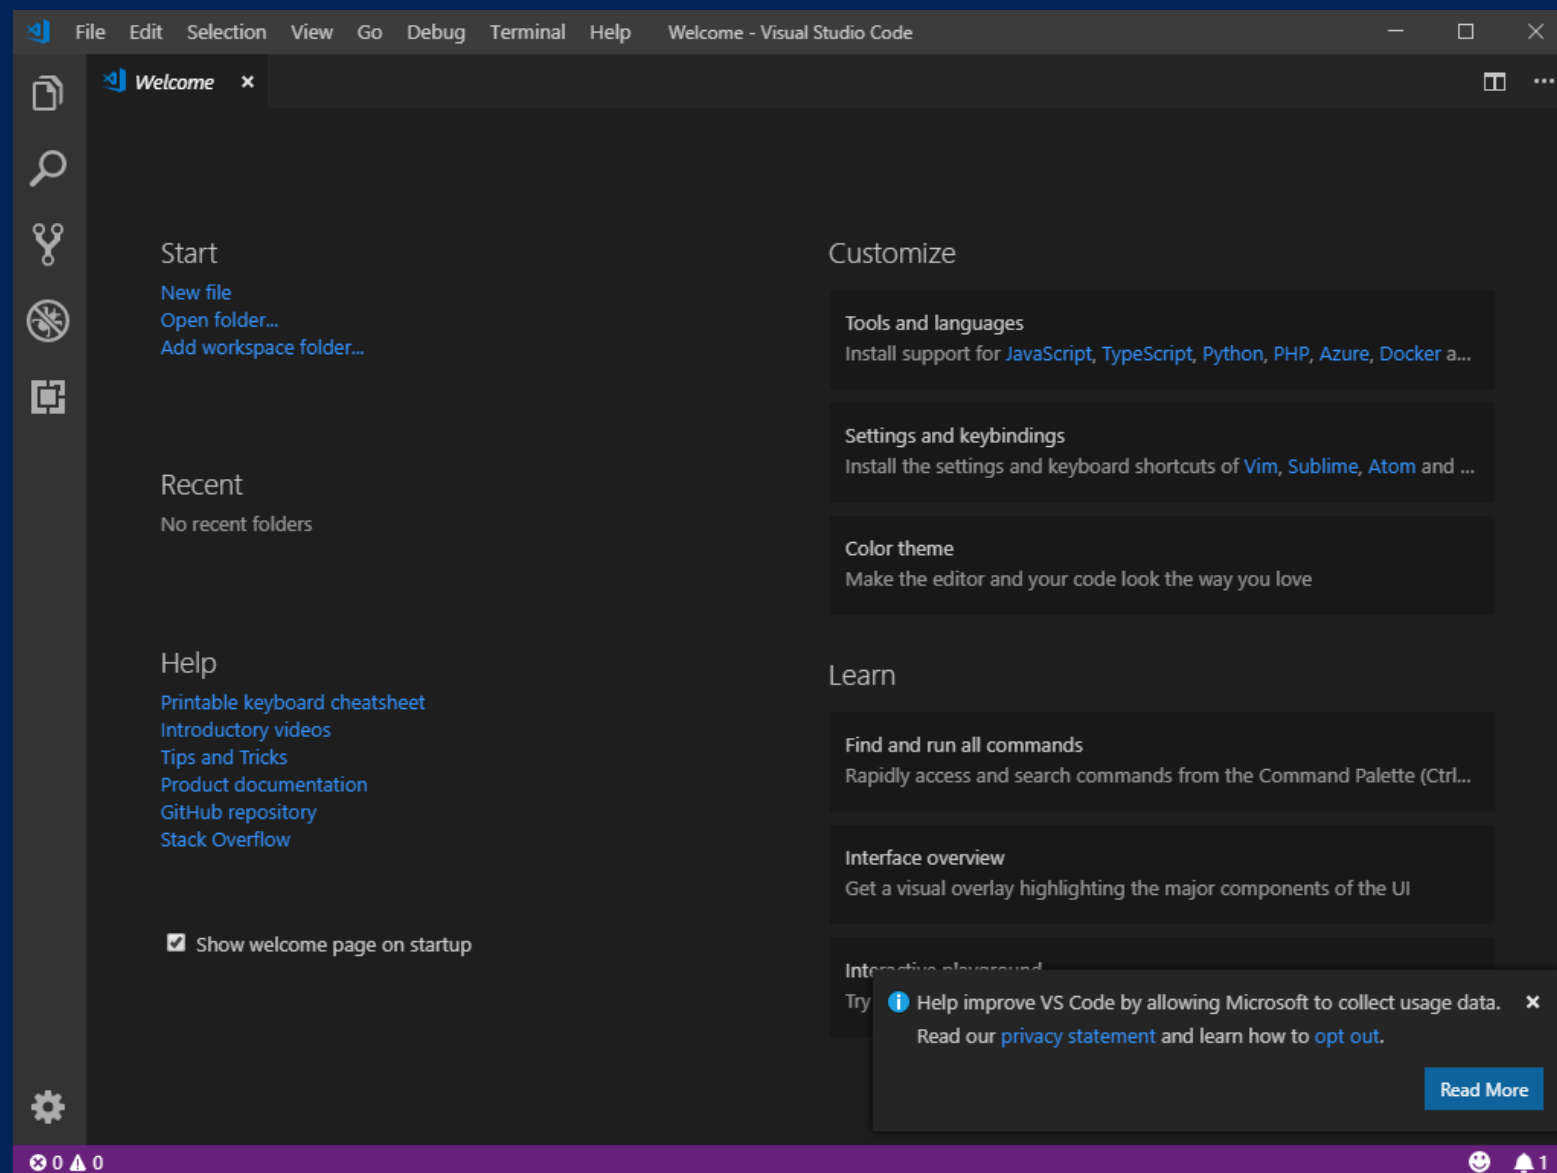 File Edit Selection View Go Debug Terminal Help Welcome - Visual Studio Code
Welcome
Start
New file
Open folder...
Add workspace folder...
Recent
No recent folders
Help
Printable keyboard cheatsheet
Introductory videos
Tips and Tricks
Product documentation
GitHub repository
Stack Overflow
Show welcome page on startup
Customize
Tools and languages
Install support for JavaScript, TypeScript, Python, PHP, Azure, Docker a...
Settings and keybindings
Install the settings and keyboard shortcuts of Vim, Sublime, Atom and ...
Color theme
Make the editor and your code look the way you love
Learn
Find and run all commands
Rapidly access and search commands from the Command Palette (Ctrl...
Interface overview
Get a visual overlay highlighting the major components of the UI
Interactive playground
Try
Help improve VS Code by allowing Microsoft to collect usage data.
Read our privacy statement and learn how to opt out.
Read More
0 0
1